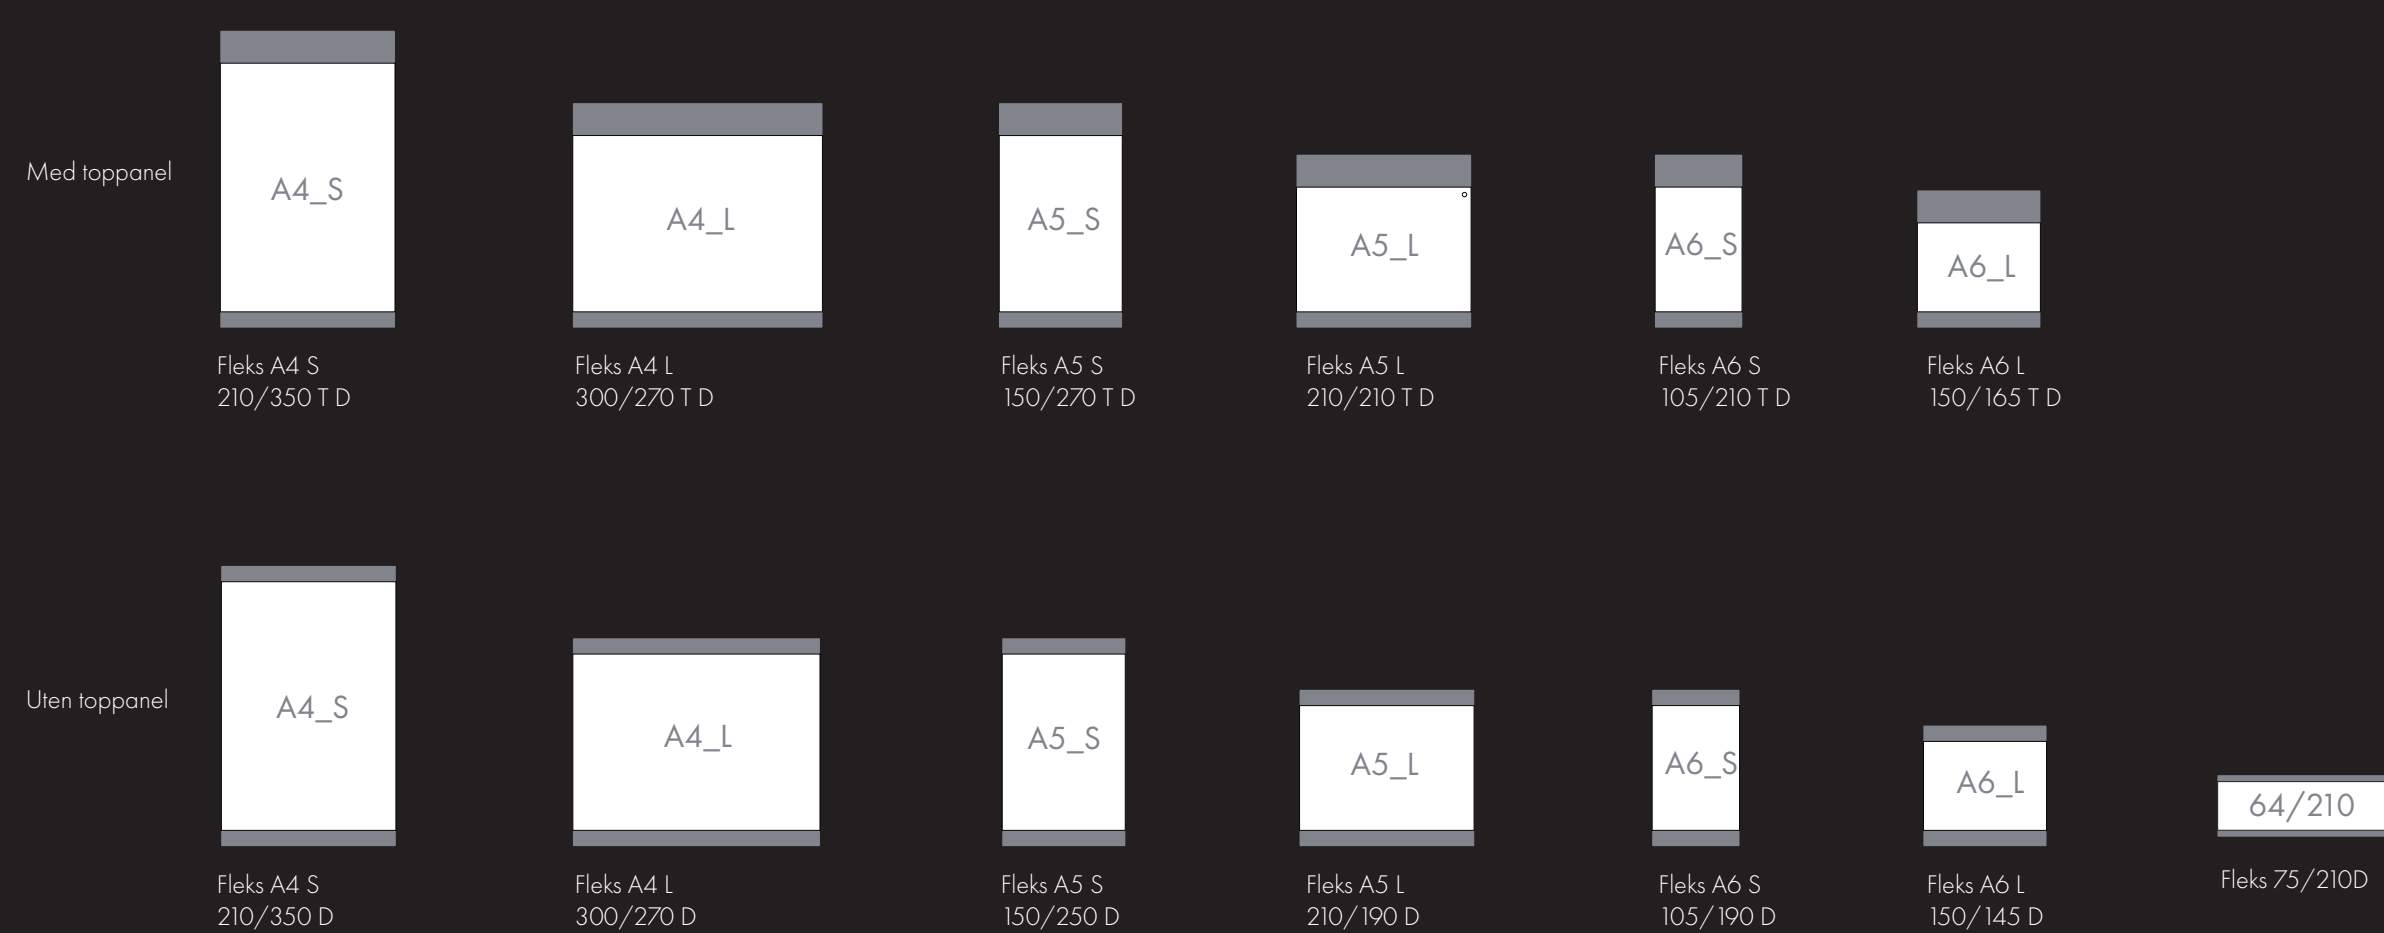 Med toppanel
A4_S
A4_L
A5_S
A5_L
A6_S
A6_L
Fleks A4 S
210/350 T D
Fleks A4 L
300/270 T D
Fleks A5 S
150/270 T D
Fleks A5 L
210/210 T D
Fleks A6 S
105/210 T D
Fleks A6 L
150/165 T D
Uten toppanel
A4_S
A4_L
A5_S
A5_L
A6_S
A6_L
64/210
Fleks A4 S
210/350 D
Fleks A4 L
300/270 D
Fleks A5 S
150/250 D
Fleks A5 L
210/190 D
Fleks A6 S
105/190 D
Fleks A6 L
150/145 D
Fleks 75/210D